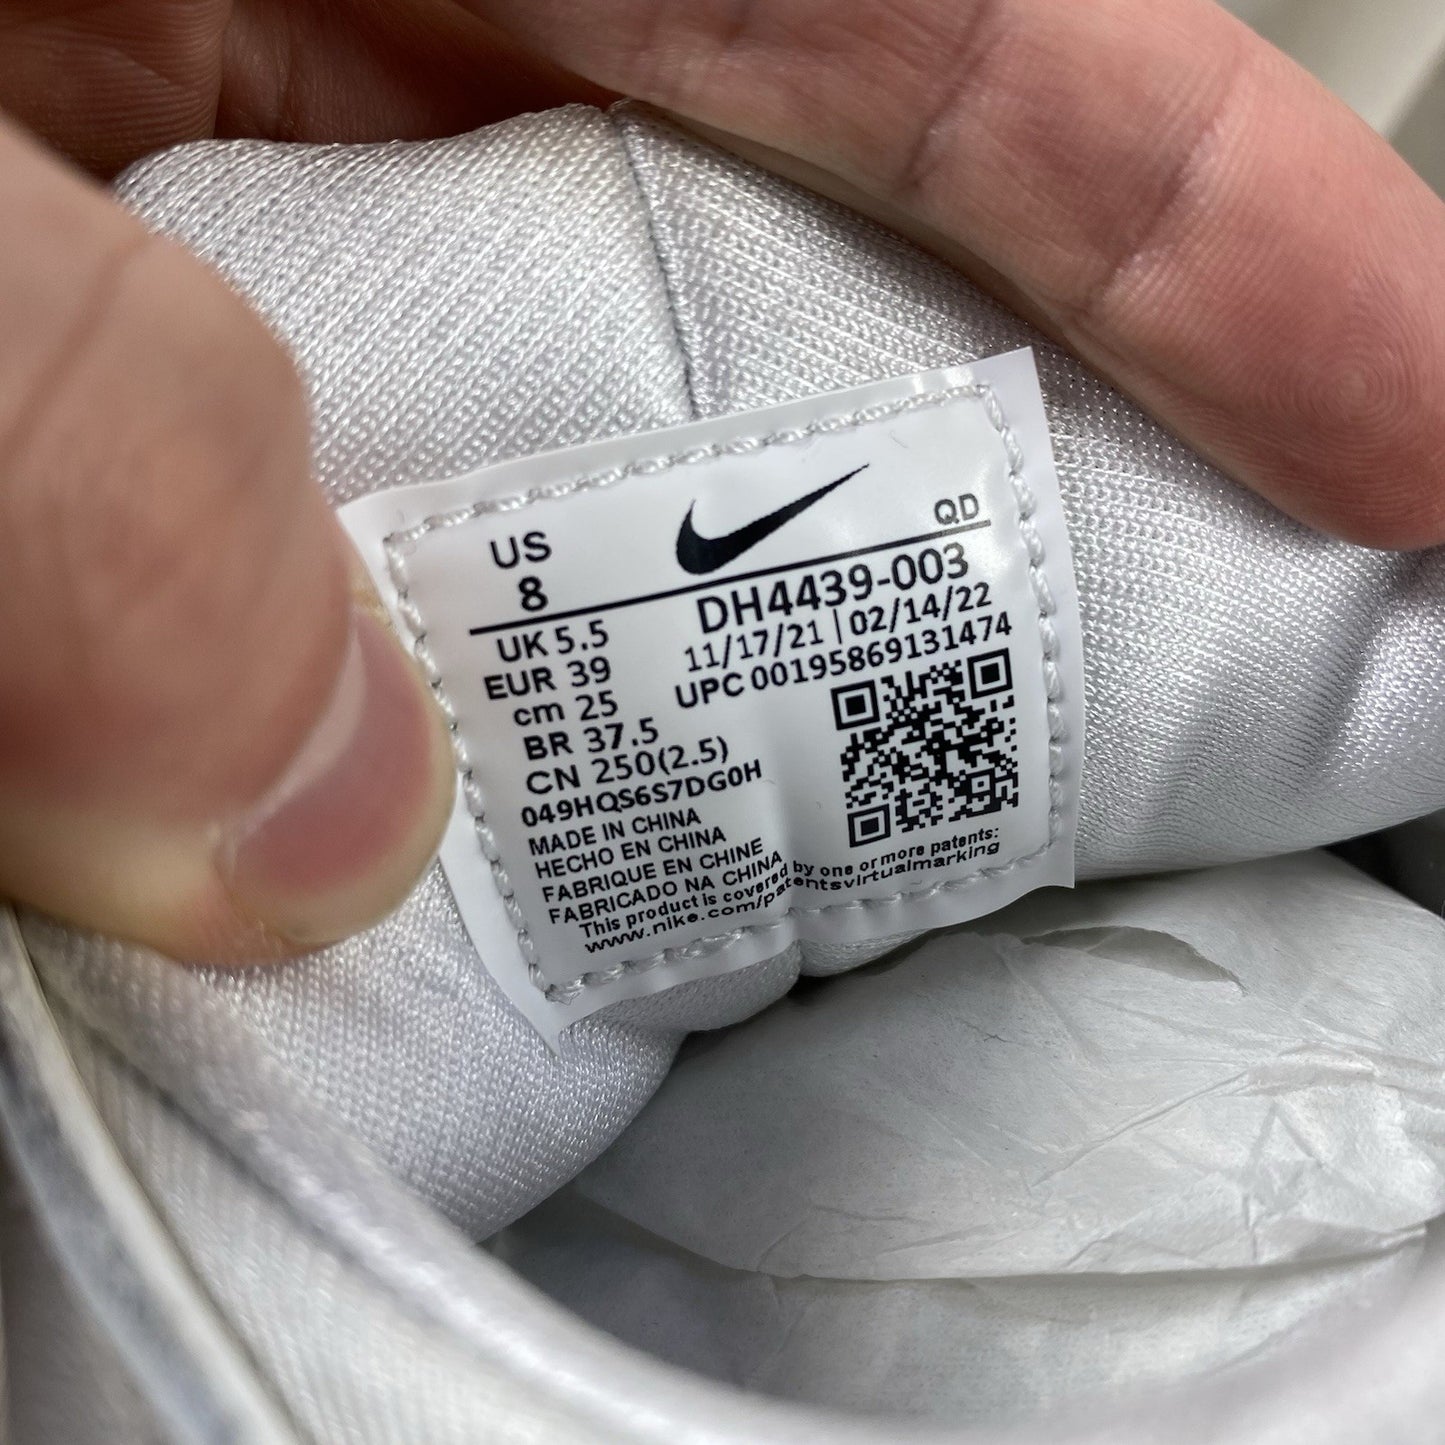 US
8
QD
UK 5.5
EUR 39
cm 25
BR 37.5
CN 250(2.5)
DH4439-003
11/17/21 | 02/14/22
UPC 00195869131474
049HQS6S7DG0H
MADE IN CHINA
HECHO EN CHINA
FABRIQUE EN CHINE
FABRICADO NA CHINA
This product is covered by one or more patents:
www.nike.com/patentsvirtualmarking